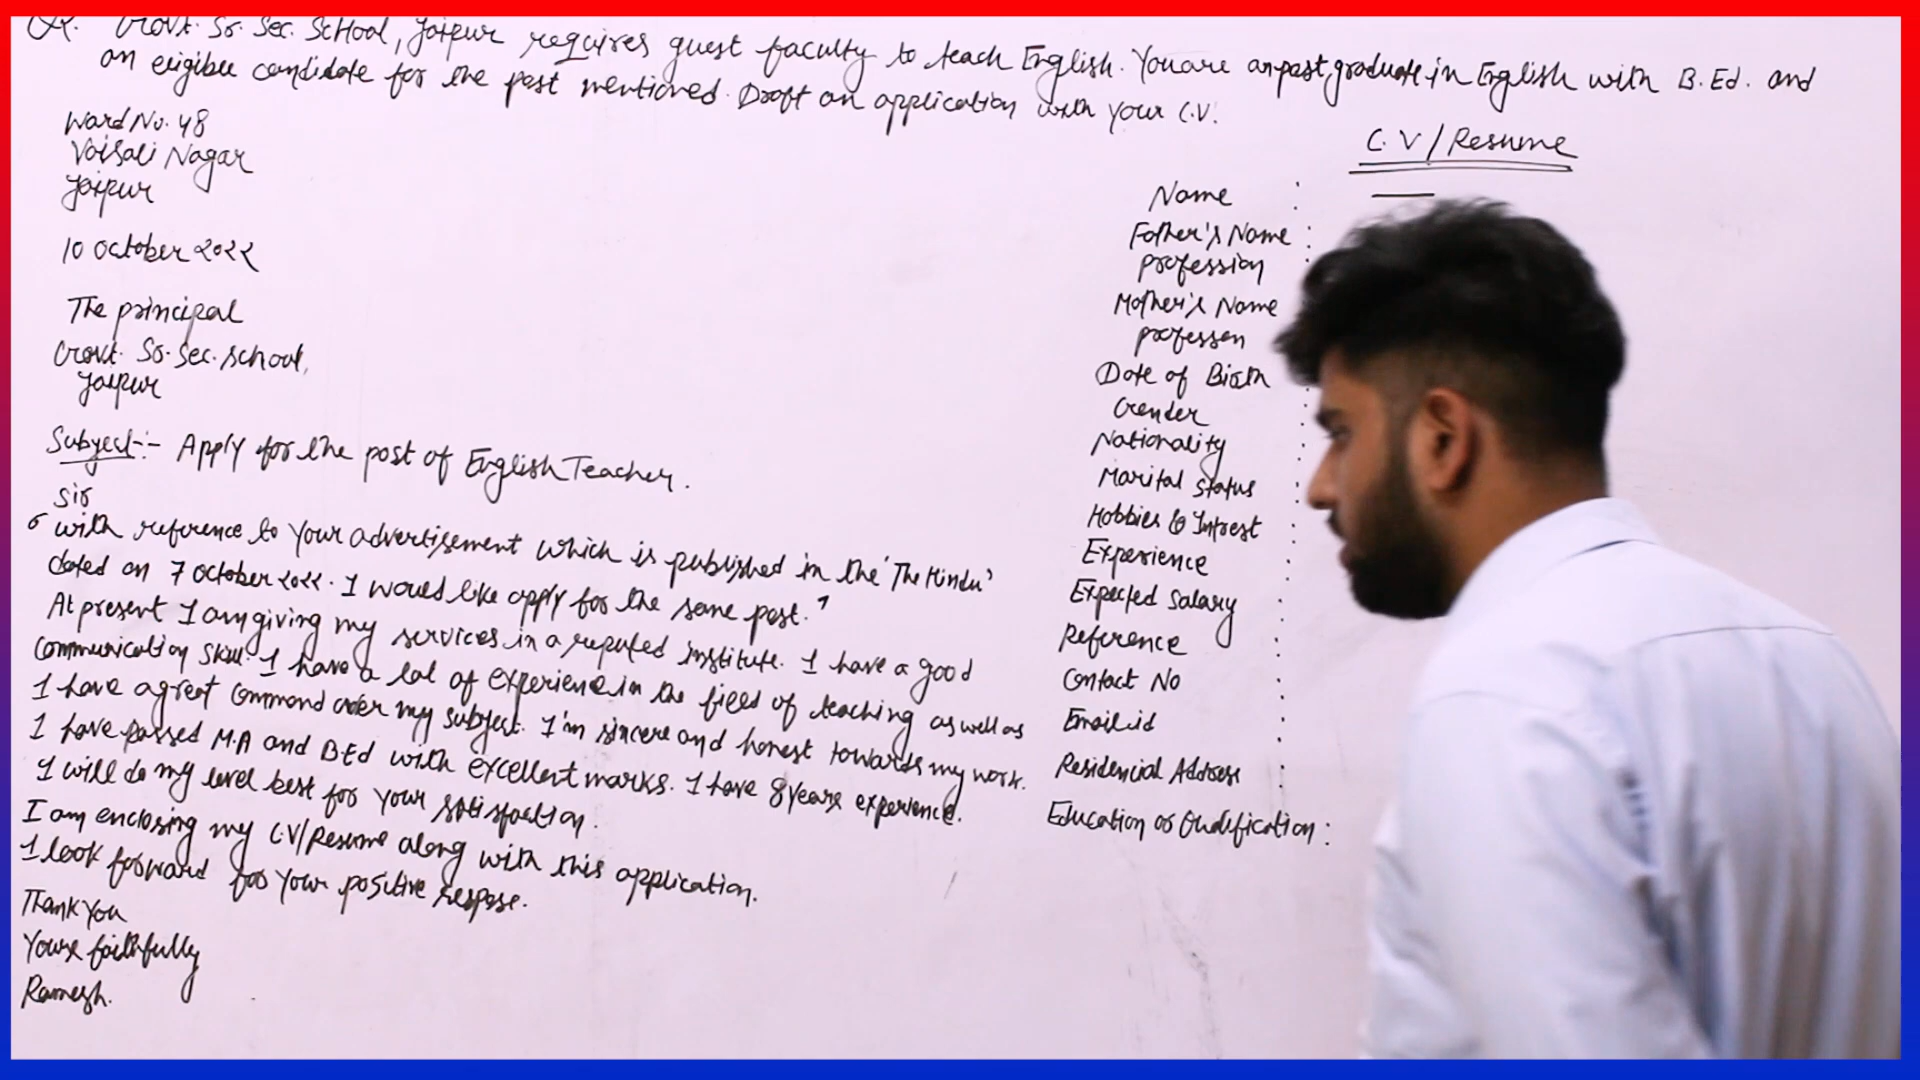 Q. Govt. Sr. Sec. School, Jaipur requires guest faculty to teach English. You are an post graduate in English with B.Ed. and
an eligible candidate for the post mentioned. Draft an application with your C.V.
Ward No. 48
Vaisali Nagar
Jaipur
10 October 2022
The principal
Govt. Sr. Sec. school,
Jaipur
Subject:- Apply for the post of English Teacher.
Sir
" with reference to your advertisement which is published in the 'The Hindu'
dated on 7 October 2022. I would like apply for the same post."
At present I am giving my services in a reputed institute. I have a good
communication skill. I have a lot of experience in the field of teaching as well as
I have a great command over my subject. I'm sincere and honest towards my work.
I have passed M.A and B.Ed with excellent marks. I have 8 years experience.
I will do my level best for your satisfaction.
I am enclosing my C.V/Resume along with this application.
I look forward for your positive respose.
Thank You
Yours faithfully
Ramesh.
C.V/Resume
Name :
Father's Name :
profession
Mother's Name
professon
Date of Birth :
Gender
Nationality :
Marital status :
Hobbies & Intrest :
Experience :
Expected Salary :
Reference :
Contact No :
Email id :
Residencial Address :
Education or Qualification :